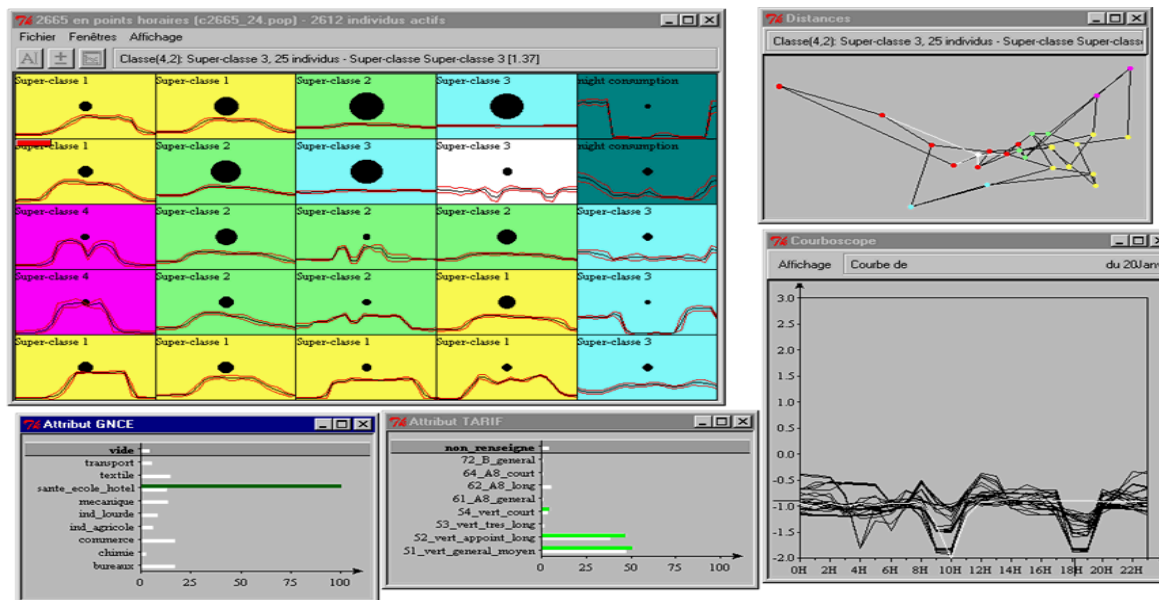 2665 en points horaires (c2665_24.pop) - 2612 individus actifs
Fichier Fenêtres Affichage
Classe(4,2): Super-classe 3, 25 individus - Super-classe Super-classe 3 [1.37]
Super-classe 1 Super-classe 1 Super-classe 2 Super-classe 3 night consumption
Super-classe 1 Super-classe 2 Super-classe 3 Super-classe 3 night consumption
Super-classe 4 Super-classe 2 Super-classe 2 Super-classe 2 Super-classe 3
Super-classe 4 Super-classe 2 Super-classe 2 Super-classe 1 Super-classe 3
Super-classe 1 Super-classe 1 Super-classe 1 Super-classe 1 Super-classe 3
Distances
Classe(4,2): Super-classe 3, 25 individus - Super-classe Super-classe
Courboscope
Affichage Courbe de du 20Janv
3.0
2.5
2.0
1.5
1.0
0.5
0.0
-0.5
-1.0
-1.5
-2.0
0H 2H 4H 6H 8H 10H 12H 14H 16H 18H 20H 22H
Attribut GNCE
vide
transport
textile
sante_ecole_hotel
mecanique
ind_lourde
ind_agricole
commerce
chimie
bureaux
0 25 50 75 100
Attribut TARIF
non_renseigne
72_B_general
64_A8_court
62_A8_long
61_A8_general
54_vert_court
53_vert_tres_long
52_vert_appoint_long
51_vert_general_moyen
0 25 50 75 100